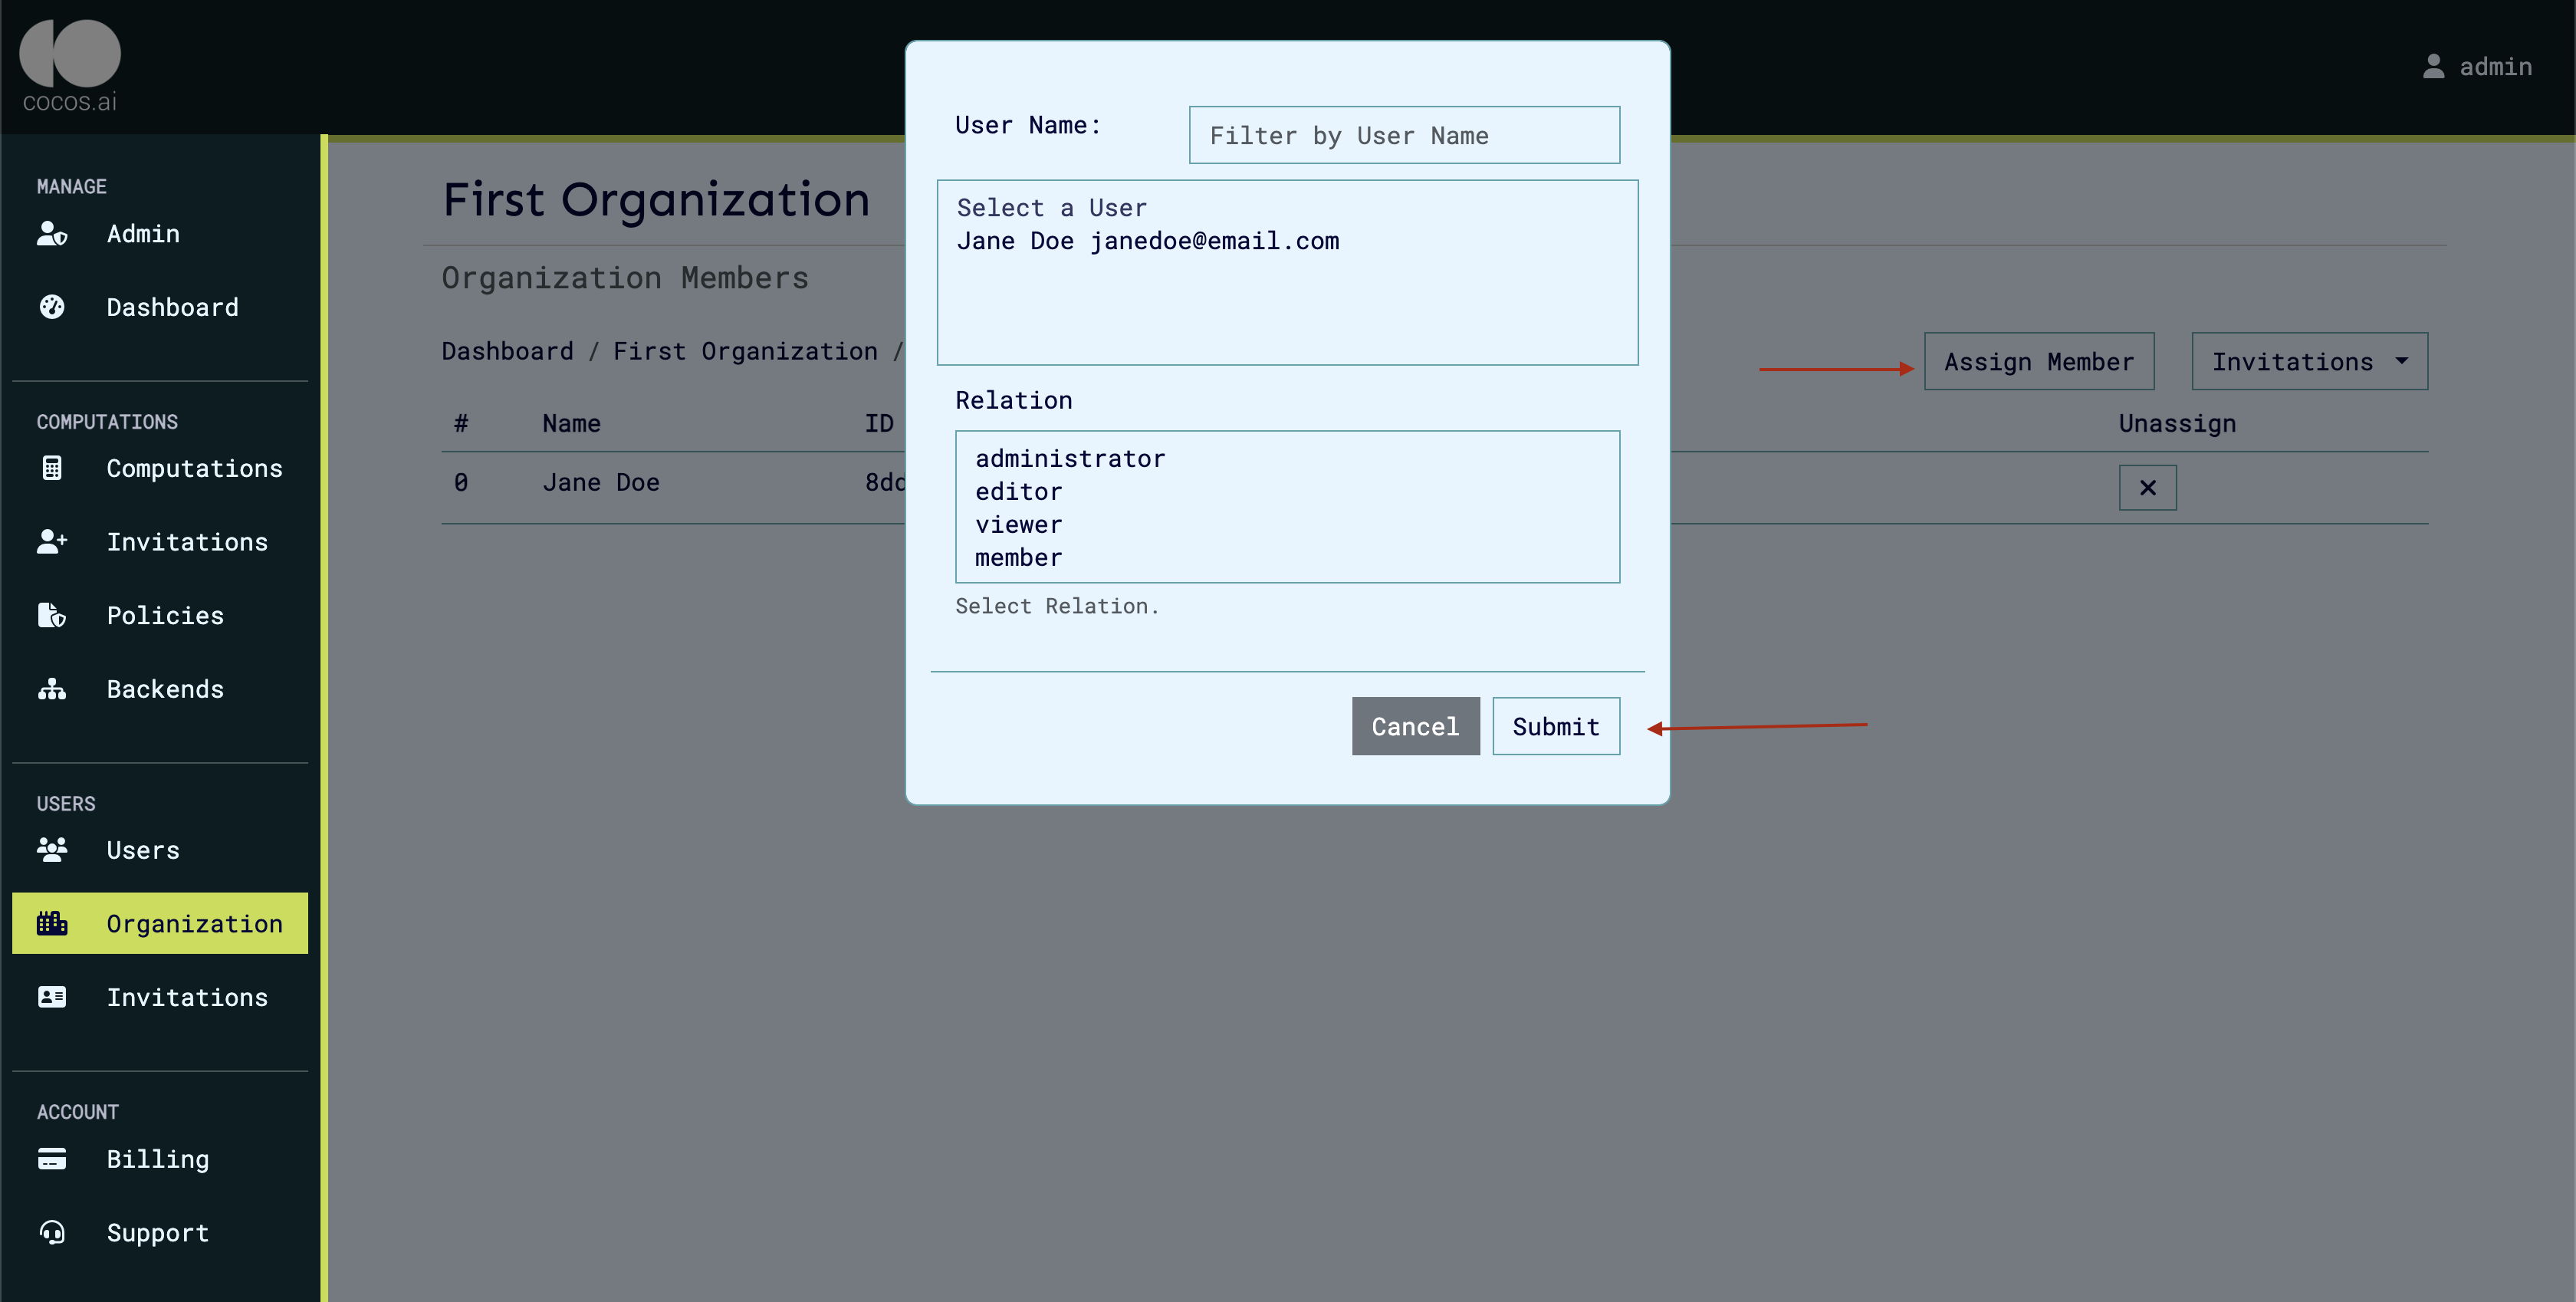 cocos.ai
admin
MANAGE
Admin
Dashboard
COMPUTATIONS
Computations
Invitations
Policies
Backends
USERS
Users
Organization
Invitations
ACCOUNT
Billing
Support
First Organization
Organization Members
Dashboard / First Organization /
Assign Member
Invitations
# Name ID Unassign
0 Jane Doe
User Name:
Filter by User Name
Select a User
Jane Doe janedoe@email.com
Relation
administrator
editor
viewer
member
Select Relation.
Cancel
Submit